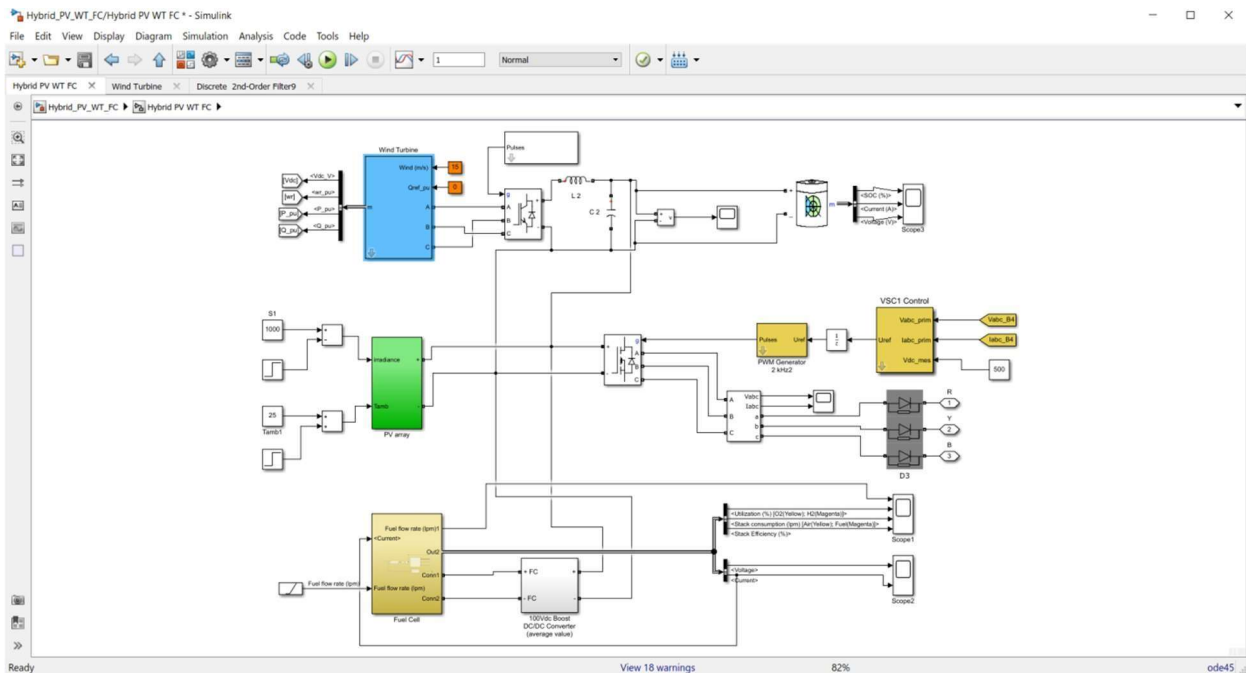 Hybrid_PV_WT_FC/Hybrid PV WT FC * - Simulink
File Edit View Display Diagram Simulation Analysis Code Tools Help
1 Normal
Hybrid PV WT FC Wind Turbine Discrete 2nd-Order Filter9
Hybrid_PV_WT_FC Hybrid PV WT FC
Wind Turbine
[Vdc]
[wr]
[P_pu]
[Q_pu]
<Vdc_V>
<wr_pu>
<P_pu>
<Q_pu>
m
Wind (m/s)
Qref_pu
A
B
C
15
0
Pulses
g
A
B
C
+
-
L 2
C 2
+
-
v
+
-
m
<SOC (%)>
<Current (A)>
<Voltage (V)>
Scope3
S1
1000
25
Tamb1
Irradiance
Tamb
+
-
PV array
+
-
g
A
B
C
Pulses Uref
PWM Generator
2 kHz2
VSC1 Control
Uref
Vabc_prim
Iabc_prim
Vdc_mes
Vabc_B4
Iabc_B4
500
A
B
C
Vabc
Iabc
a
b
c
R
1
Y
2
B
3
D3
Fuel flow rate (lpm)
Fuel flow rate (lpm)1
<Current>
Out2
Conn1
Fuel flow rate (lpm)
Conn2
Fuel Cell
+ FC +
- FC -
100Vdc Boost
DC/DC Converter
(average value)
<Utilization (%) [O2(Yellow); H2(Magenta)]>
<Stack consumption (lpm) [Air(Yellow); Fuel(Magenta)]>
<Stack Efficiency (%)>
Scope1
<Voltage>
<Current>
Scope2
Ready View 18 warnings 82% ode45